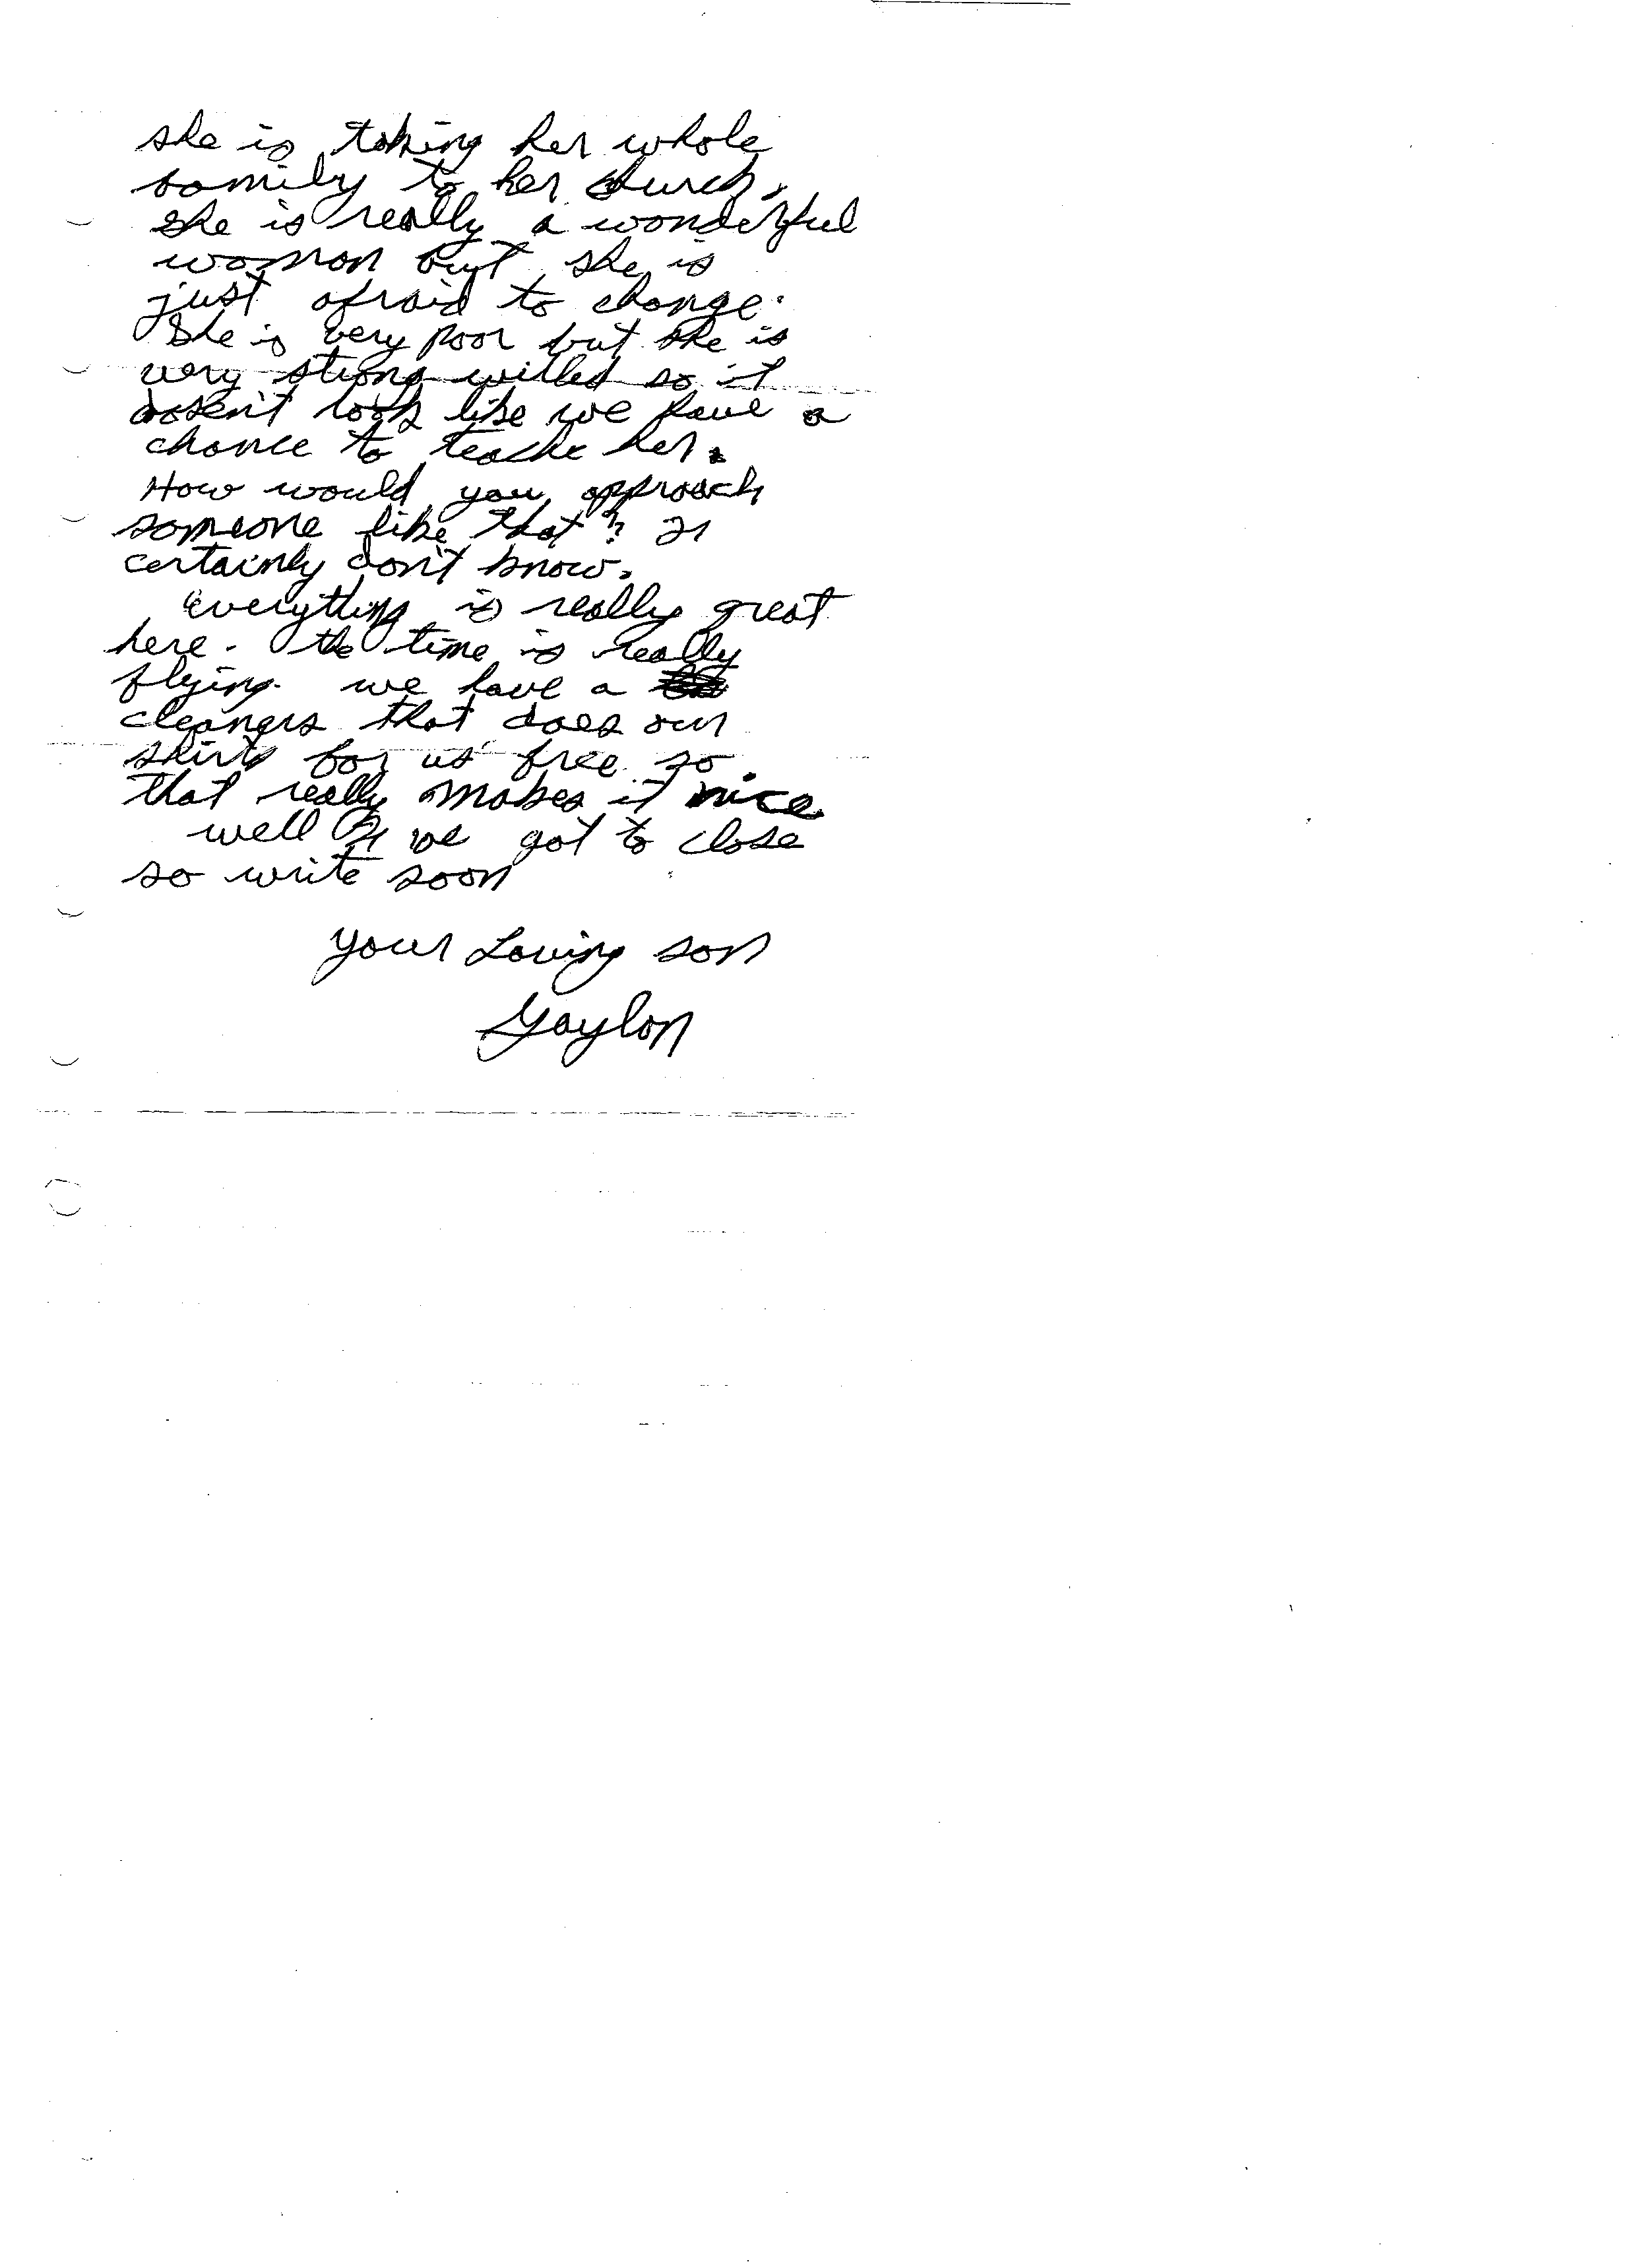 she is taking her whole
family to her church.
she is really a wonderful
woman but she is
just afraid to change.
She is very poor but she is
very strong willed so it
dosen't look like we have a
chance to teache her.
How would you approach
someone like that? I
certainly don't know.
Everything is really great
here. the time is really
flying. we have a
cleaners that does our
shirts for us free so
that really makes it nice
well I ve got to close
so write soon
your Loving son
Gaylon